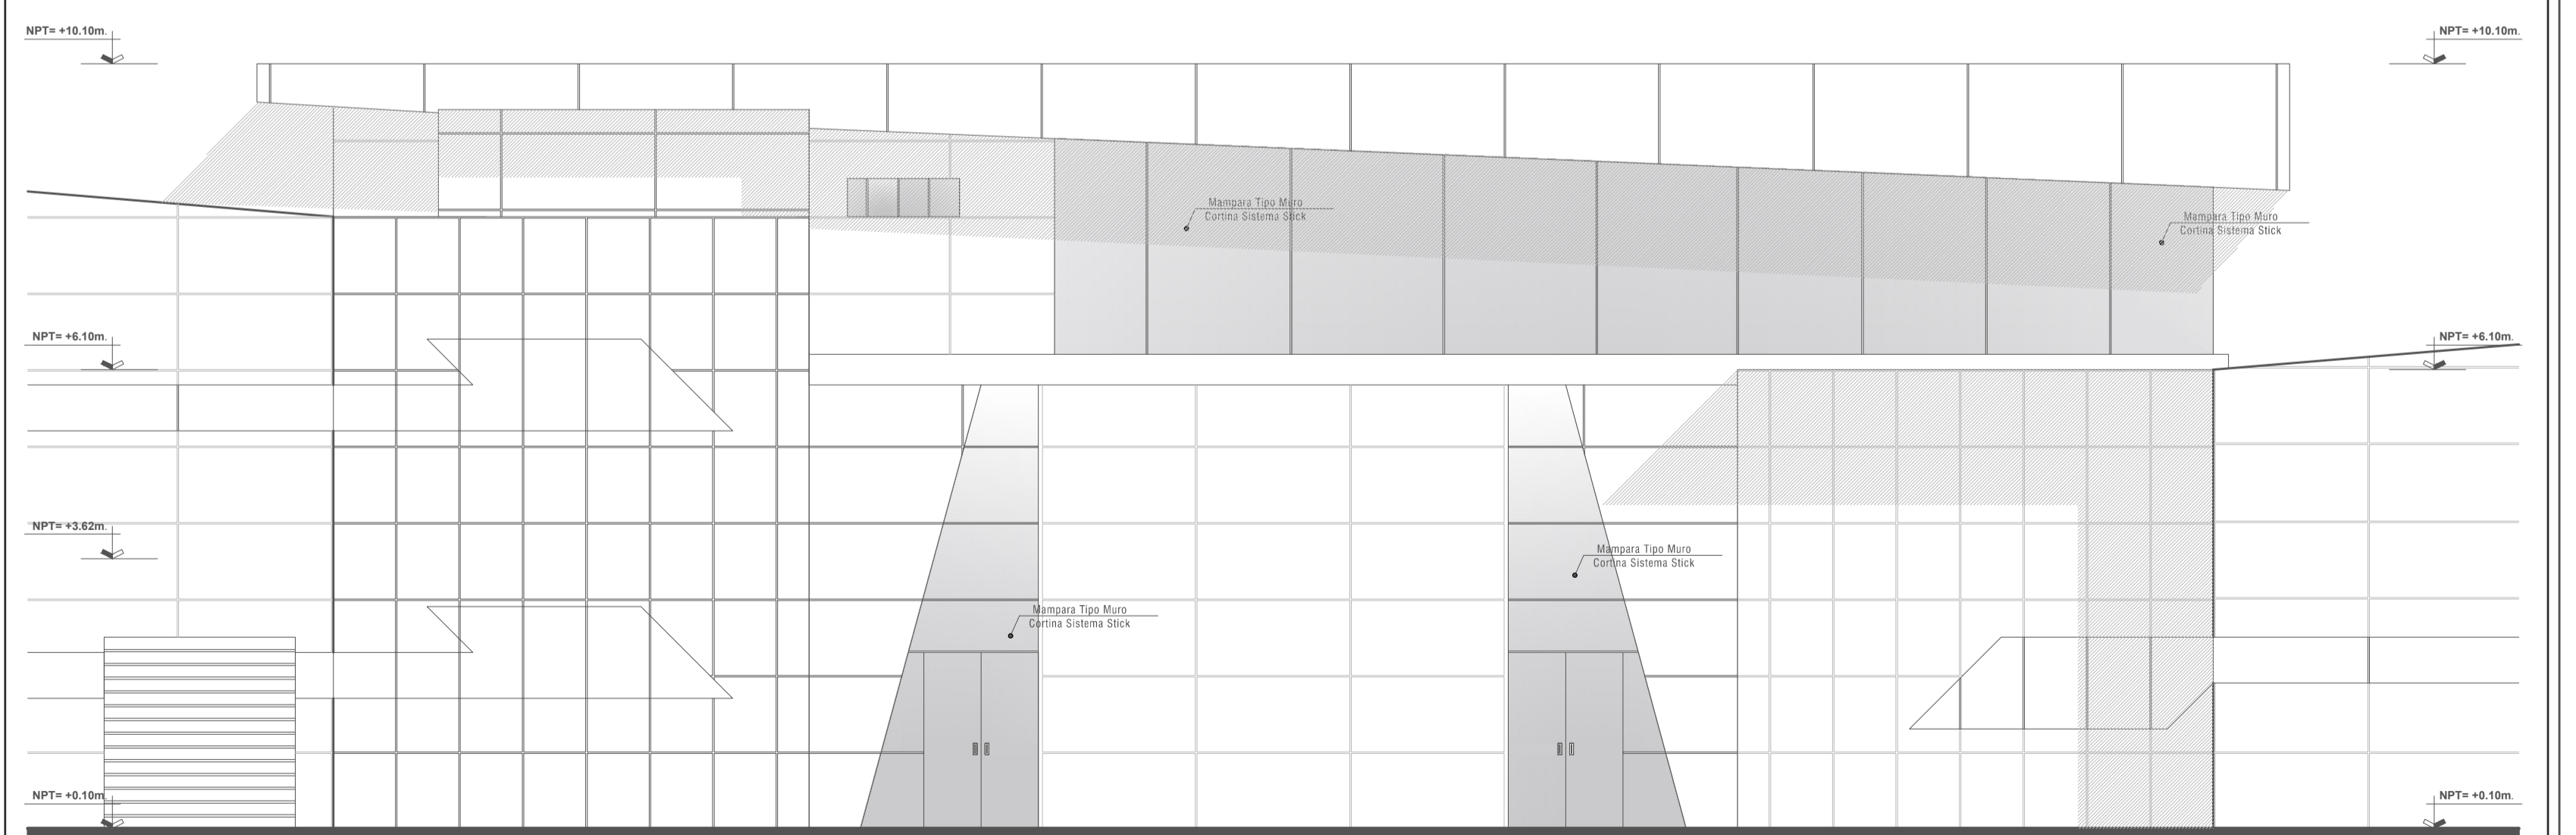 NPT= +10.10m.
NPT= +10.10m.
Mampara Tipo Muro
Cortina Sistema Stick
Mampara Tipo Muro
Cortina Sistema Stick
NPT= +6.10m.
NPT= +6.10m.
NPT= +3.62m.
Mampara Tipo Muro
Cortina Sistema Stick
Mampara Tipo Muro
Cortina Sistema Stick
NPT= +0.10m.
NPT= +0.10m.